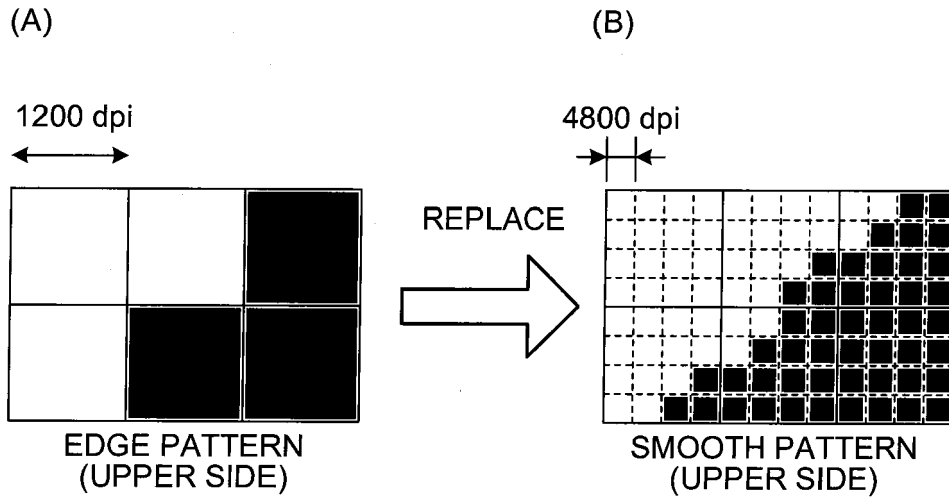 (A)
(B)
1200 dpi
4800 dpi
REPLACE
EDGE PATTERN
(UPPER SIDE)
SMOOTH PATTERN
(UPPER SIDE)